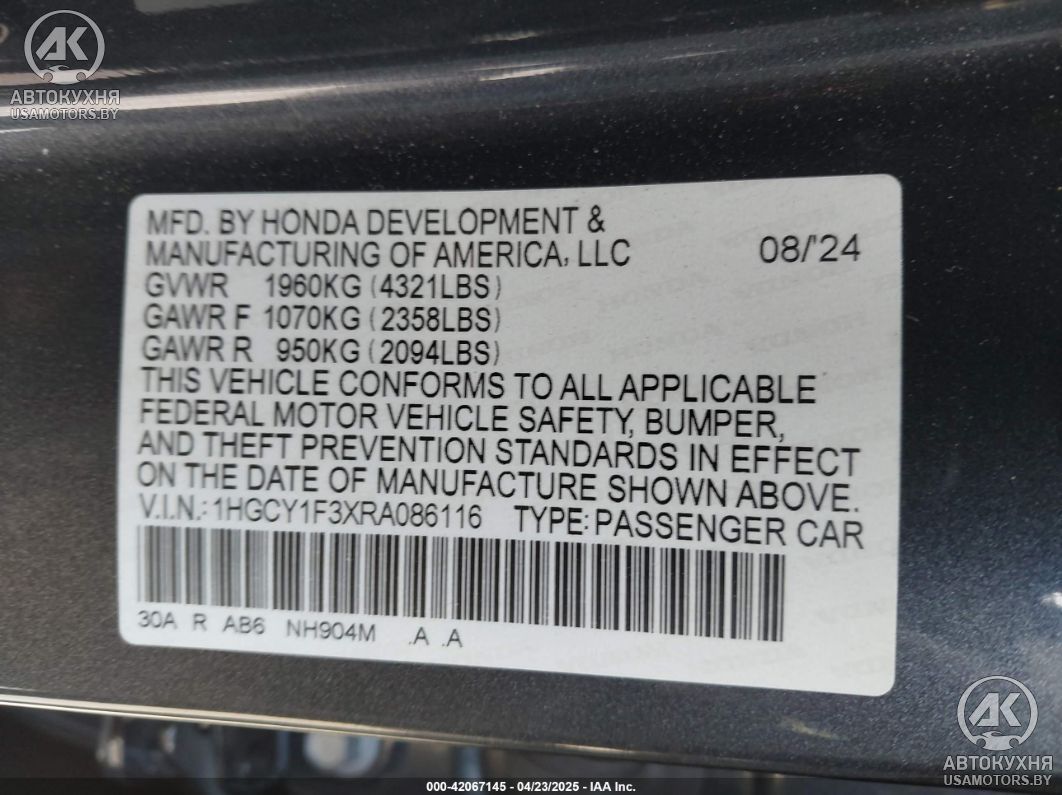 AK
АВТОКУХНЯ
USAMOTORS.BY
MFD. BY HONDA DEVELOPMENT &
MANUFACTURING OF AMERICA, LLC 08/'24
GVWR 1960KG (4321LBS)
GAWR F 1070KG (2358LBS)
GAWR R 950KG (2094LBS)
THIS VEHICLE CONFORMS TO ALL APPLICABLE
FEDERAL MOTOR VEHICLE SAFETY, BUMPER,
AND THEFT PREVENTION STANDARDS IN EFFECT
ON THE DATE OF MANUFACTURE SHOWN ABOVE.
V.I.N.: 1HGCY1F3XRA086116 TYPE: PASSENGER CAR
30A R AB6 NH904M .A .A
AK
АВТОКУХНЯ
USAMOTORS.BY
000-42067145 - 04/23/2025 - IAA Inc.